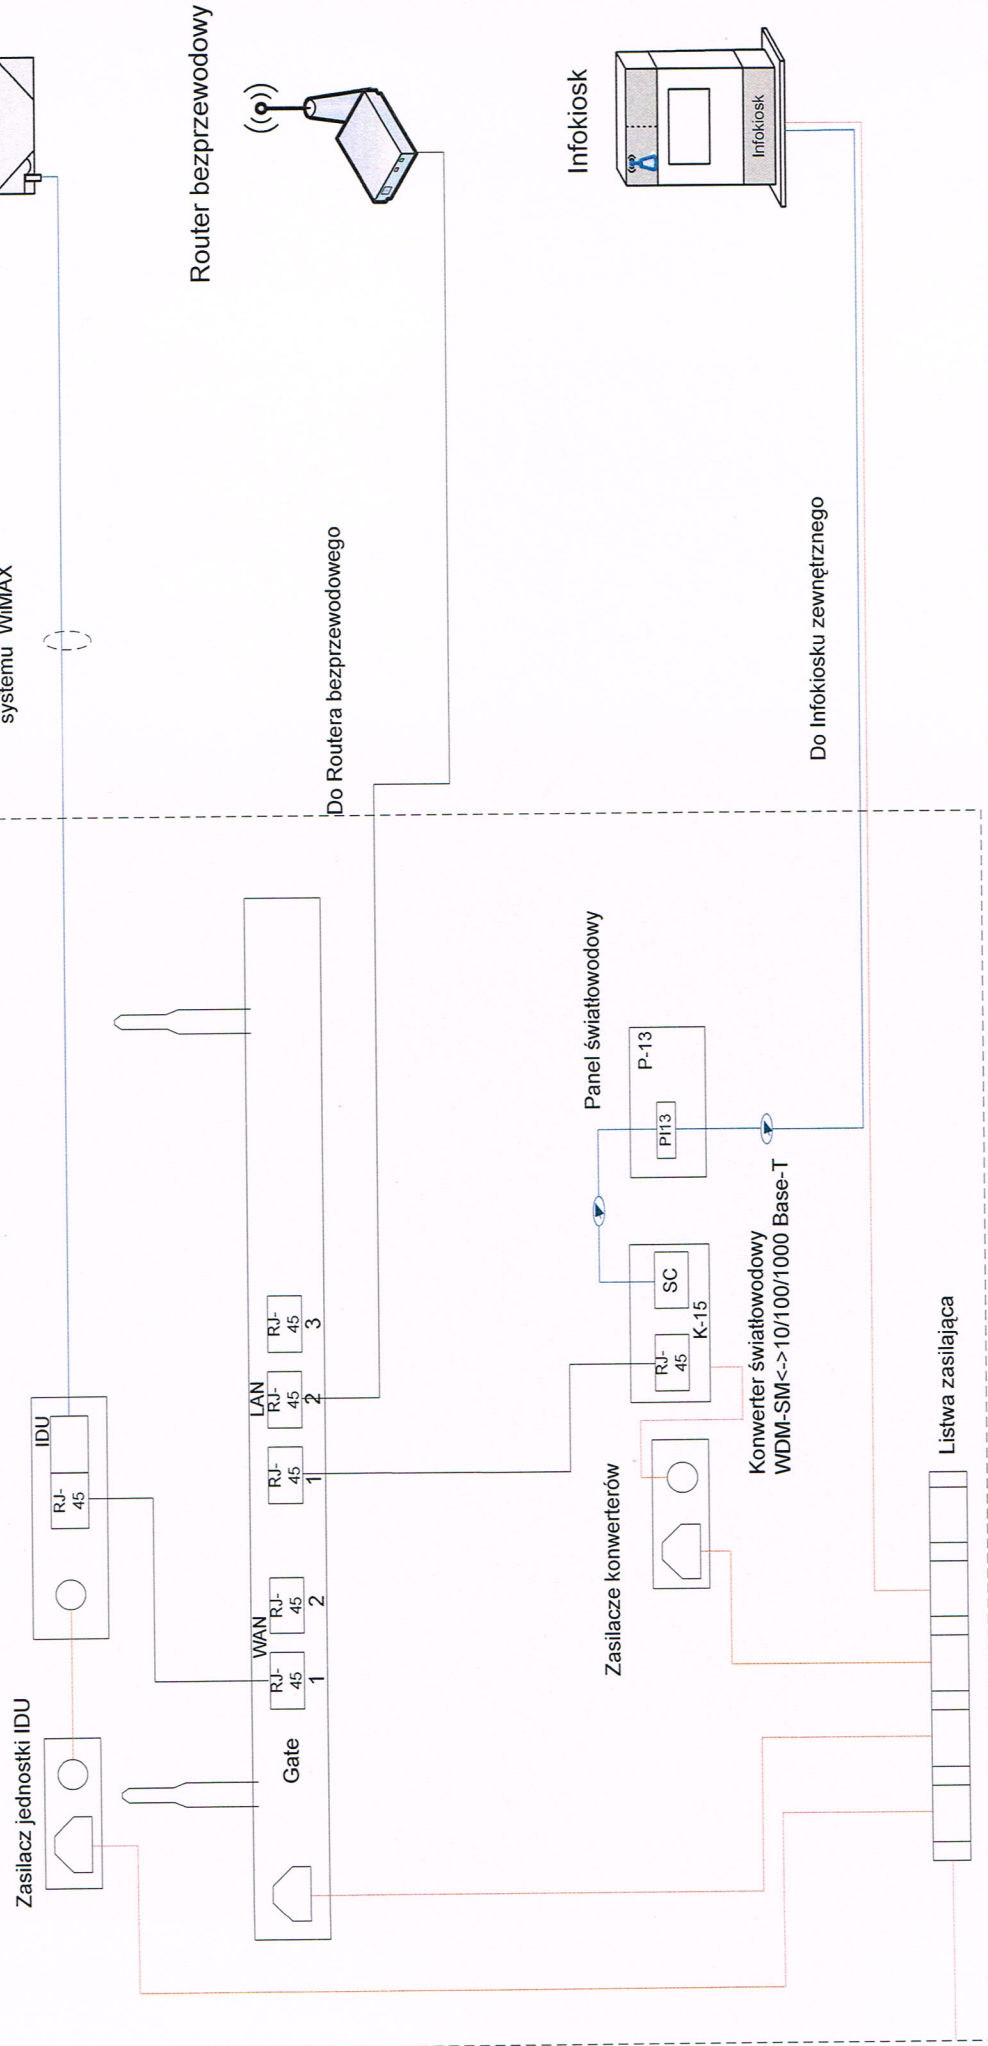 systemu WiMAX
Router bezprzewodowy
Infokiosk
Infokiosk
Do Routera bezprzewodowego
Do Infokiosku zewnętrznego
Zasilacz jednostki IDU
IDU
RJ-
45
Gate
WAN
RJ-
45
1
RJ-
45
2
LAN
RJ-
45
1
RJ-
45
2
RJ-
45
3
Panel światłowodowy
P-13
PI13
SC
RJ-
45
K-15
Konwerter światłowodowy
WDM-SM<->10/100/1000 Base-T
Zasilacze konwerterów
Listwa zasilająca